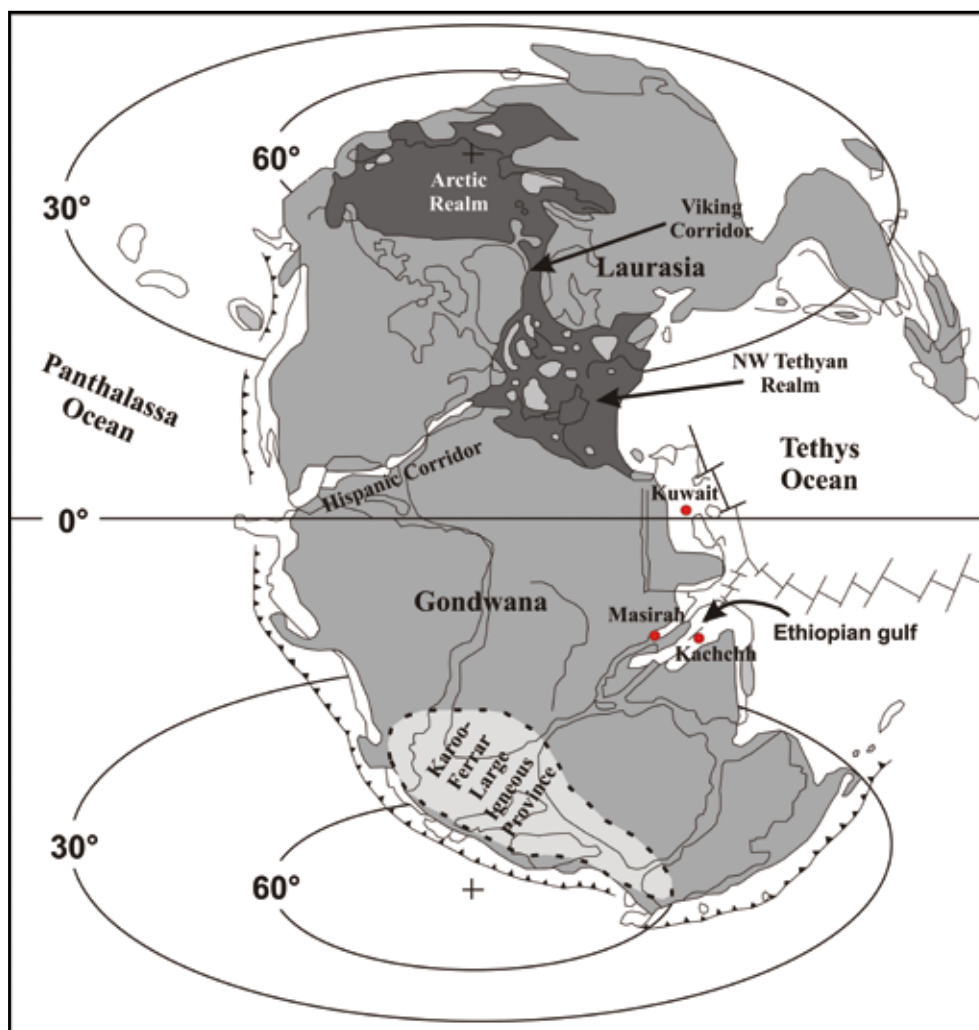 60°
Arctic
Realm
30°
Viking
Corridor
Laurasia
NW Tethyan
Realm
Panthalassa
Ocean
Tethys
Ocean
Hispanic Corridor
Kuwait
0°
Gondwana
Masirah
Ethiopian gulf
Kachchh
Karoo-
Ferrar
Large
Igneous
Province
30°
60°